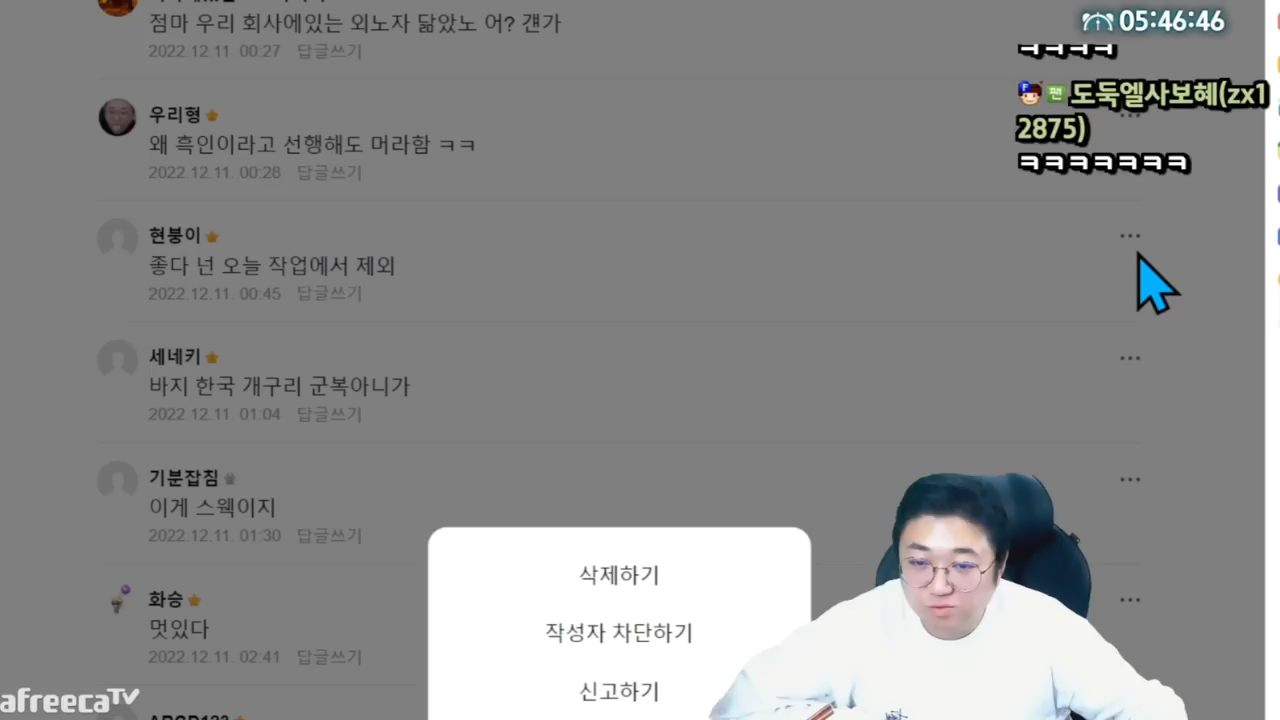 점마 우리 회사에있는 외노자 닮았노 어? 걘가
2022.12.11. 00:27 답글쓰기
우리형
왜 흑인이라고 선행해도 머라함 ㅋㅋ
2022.12.11. 00:28 답글쓰기
현붕이
좋다 넌 오늘 작업에서 제외
2022.12.11. 00:45 답글쓰기
세네키
바지 한국 개구리 군복아니가
2022.12.11. 01:04 답글쓰기
기분잡침
이게 스웩이지
2022.12.11. 01:30 답글쓰기
화승
멋있다
2022.12.11. 02:41 답글쓰기
삭제하기
작성자 차단하기
신고하기
05:46:46
ㅋㅋㅋㅋ
팬 도둑엘사보혜(zx1
2875)
ㅋㅋㅋㅋㅋㅋㅋ
afreecaTV